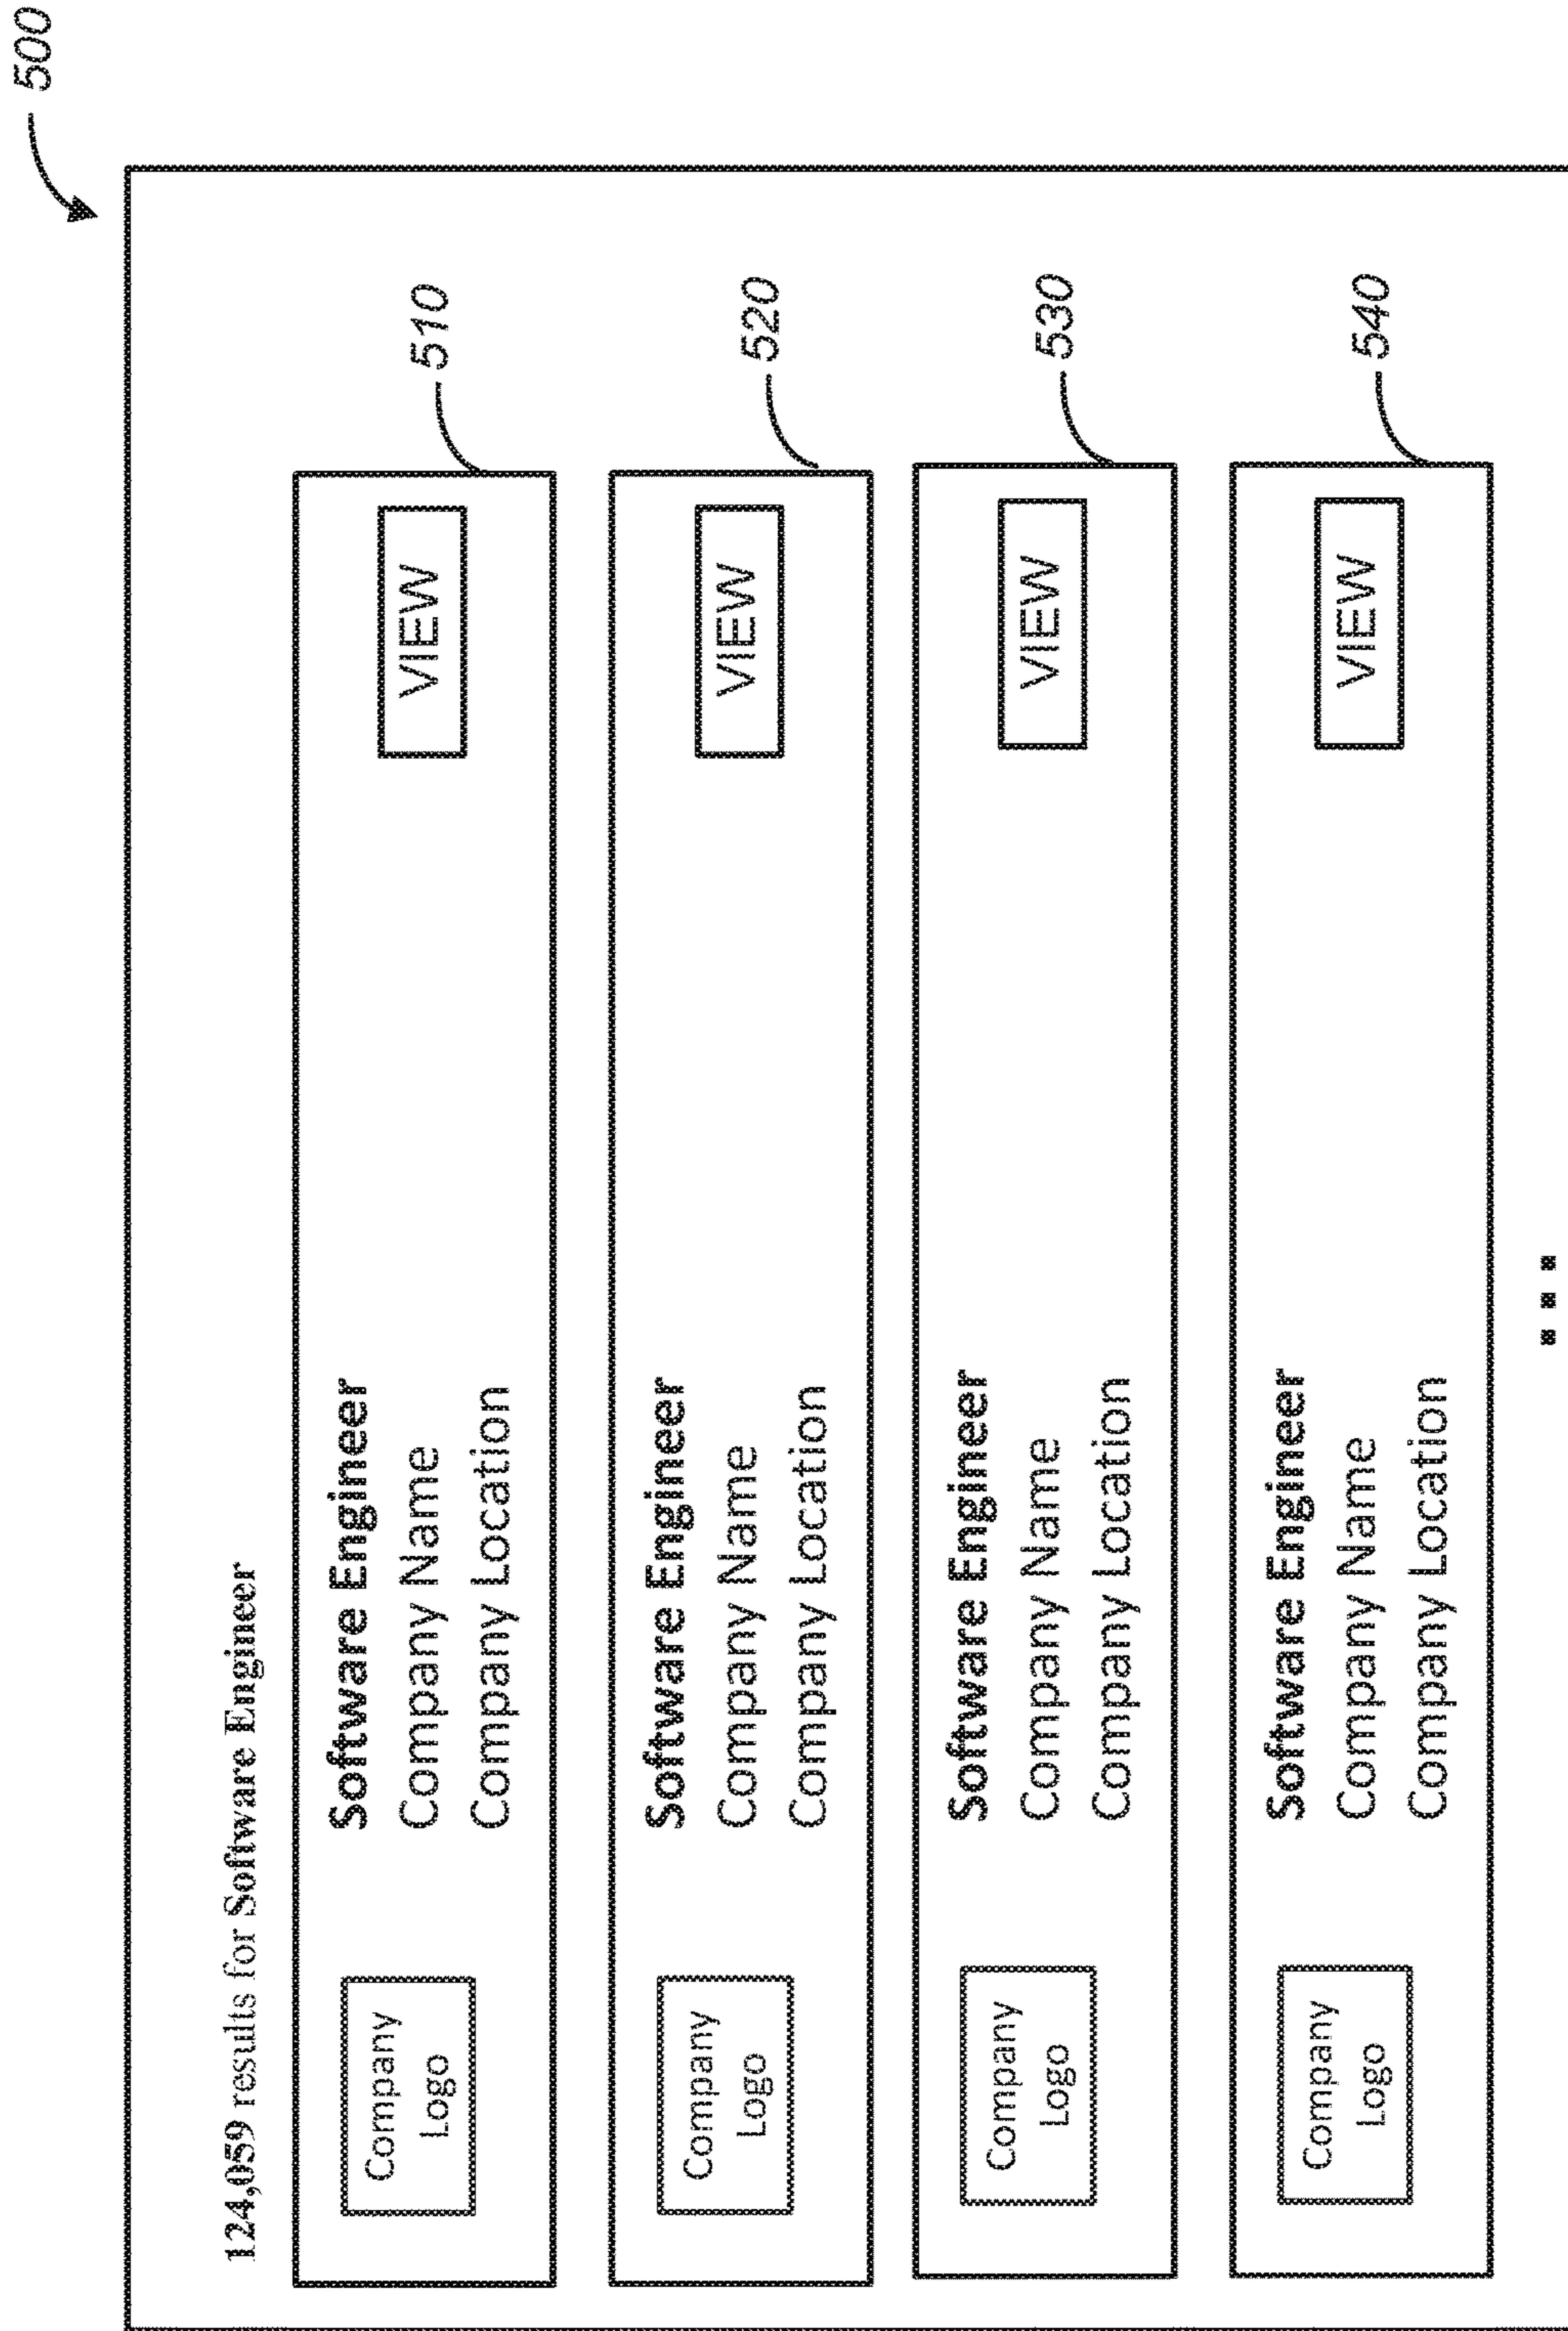 500
124,059 results for Software Engineer
Company
Logo
Software Engineer
Company Name
Company Location
VIEW
510
Company
Logo
Software Engineer
Company Name
Company Location
VIEW
520
Company
Logo
Software Engineer
Company Name
Company Location
VIEW
530
Company
Logo
Software Engineer
Company Name
Company Location
VIEW
540
...